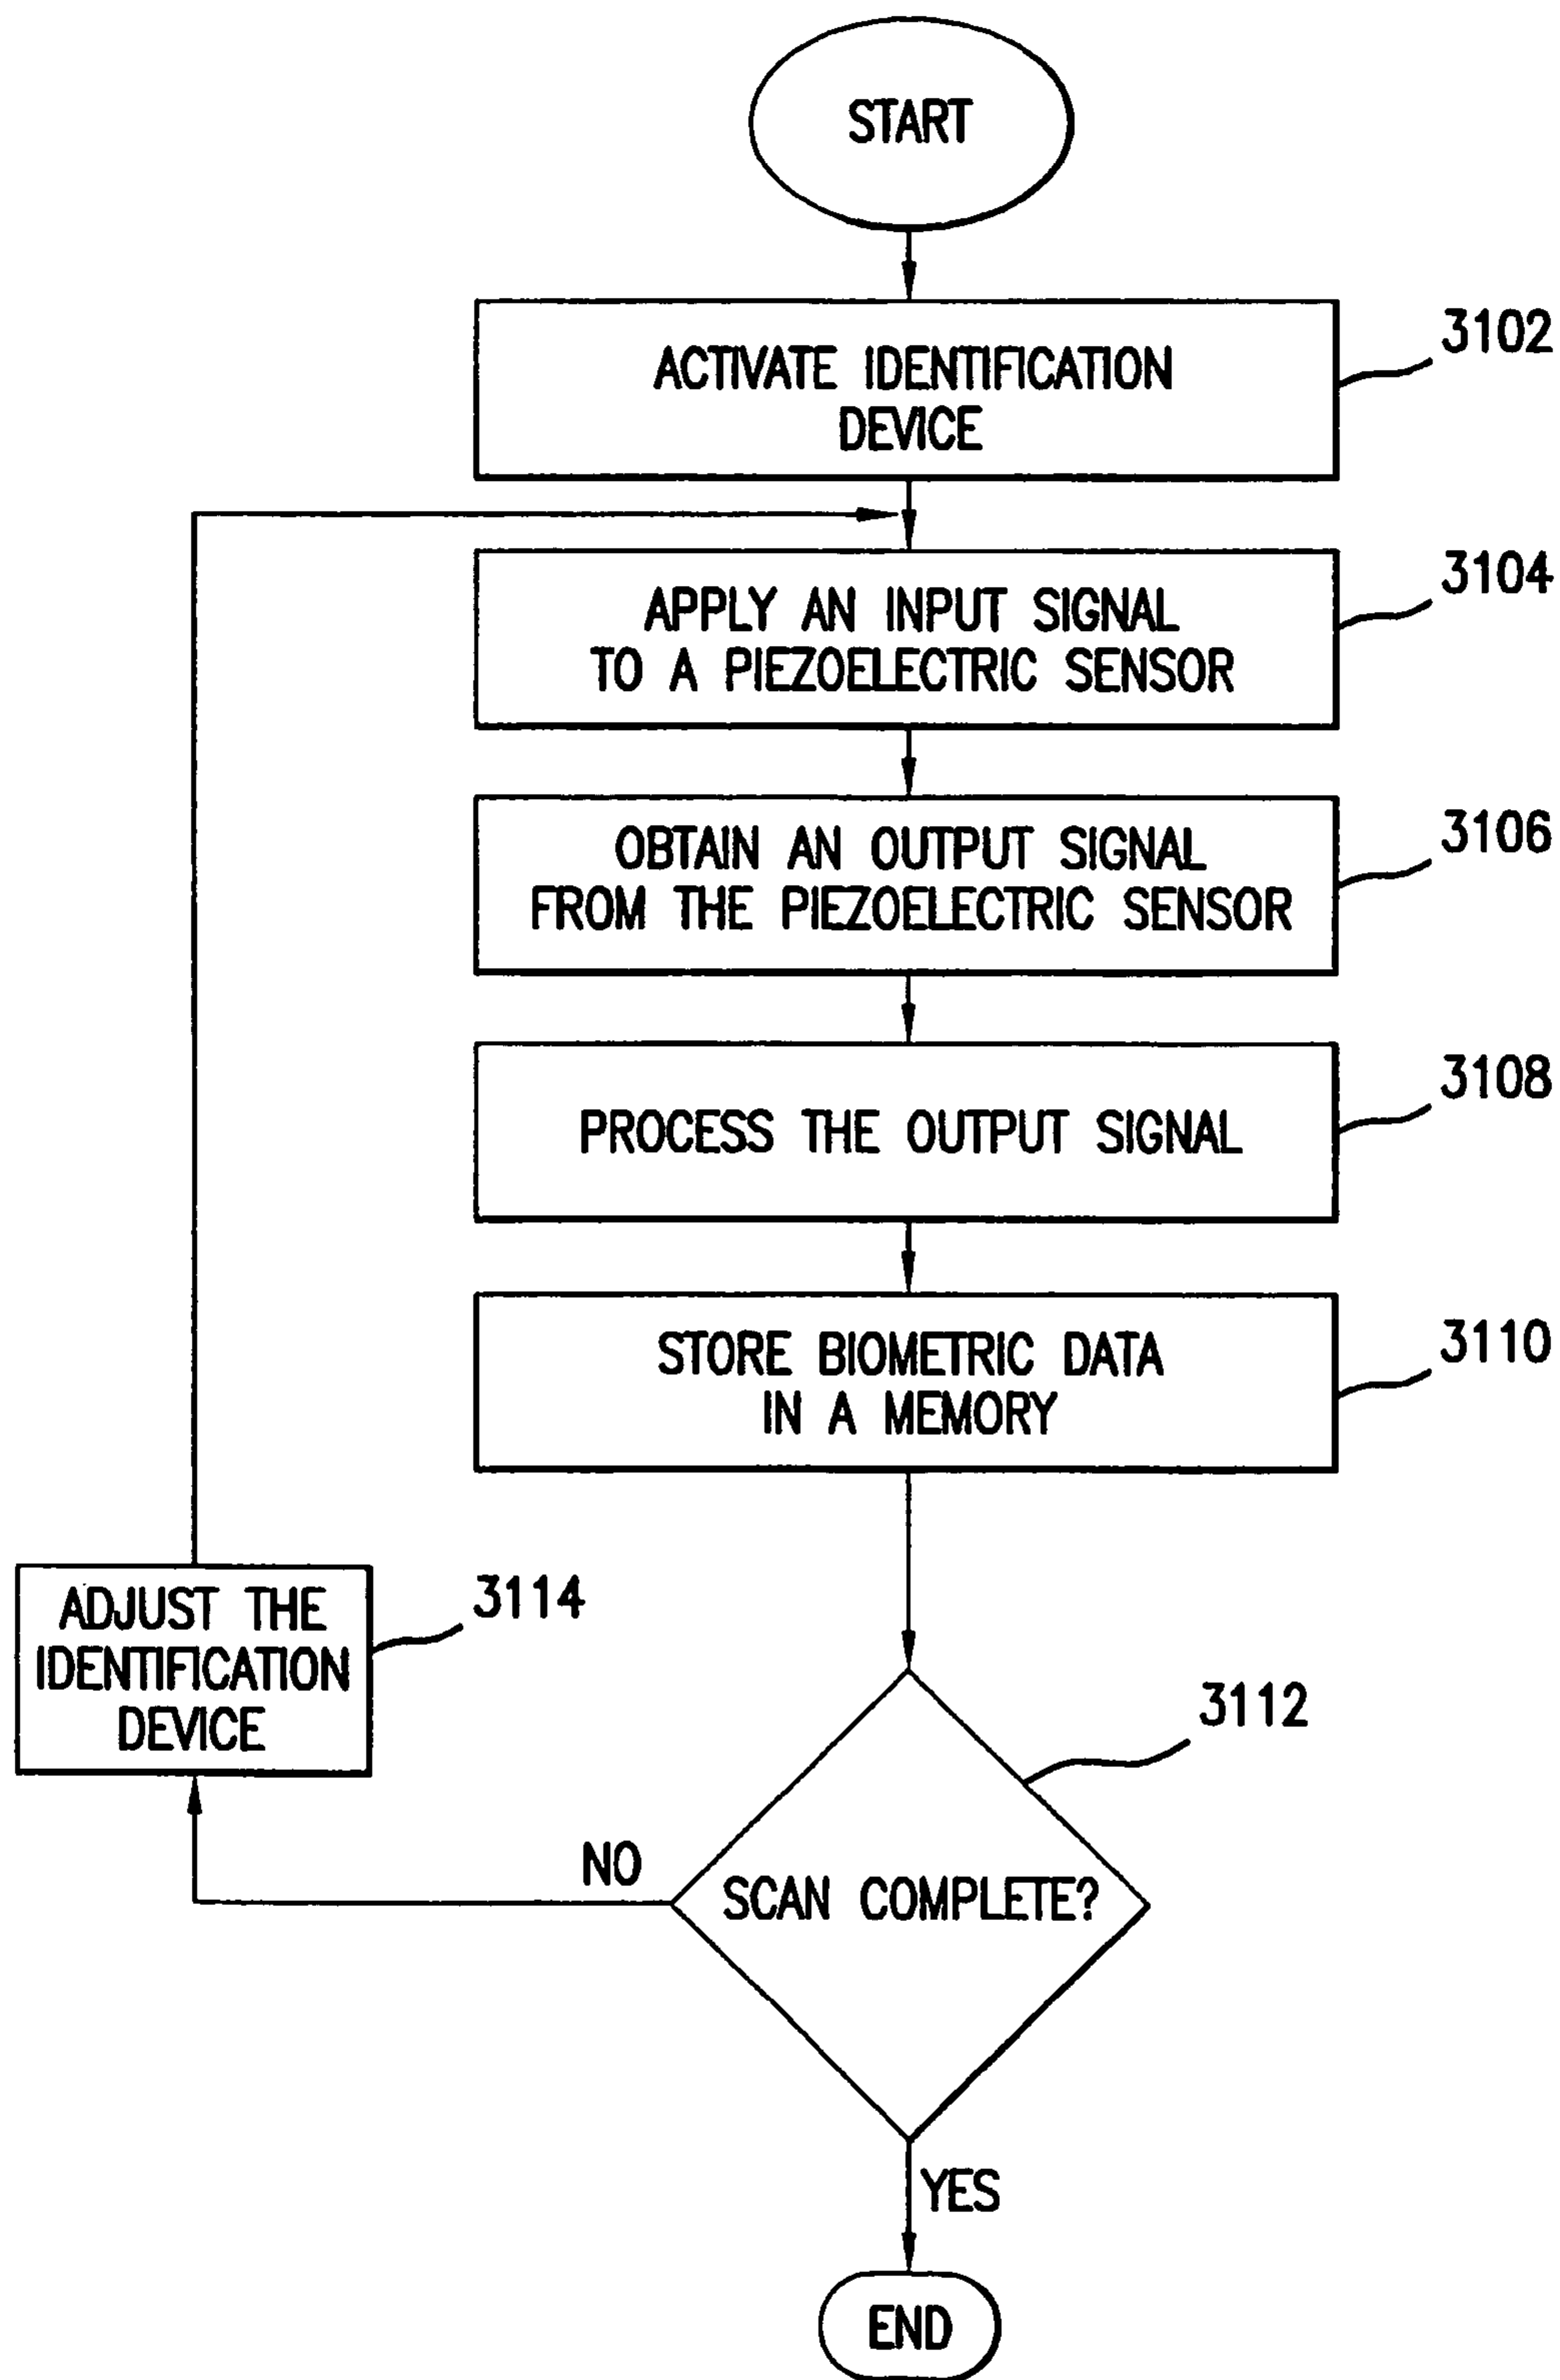 START
ACTIVATE IDENTIFICATION
DEVICE
3102
APPLY AN INPUT SIGNAL
TO A PIEZOELECTRIC SENSOR
3104
OBTAIN AN OUTPUT SIGNAL
FROM THE PIEZOELECTRIC SENSOR
3106
PROCESS THE OUTPUT SIGNAL
3108
STORE BIOMETRIC DATA
IN A MEMORY
3110
ADJUST THE
IDENTIFICATION
DEVICE
3114
3112
NO
SCAN COMPLETE?
YES
END